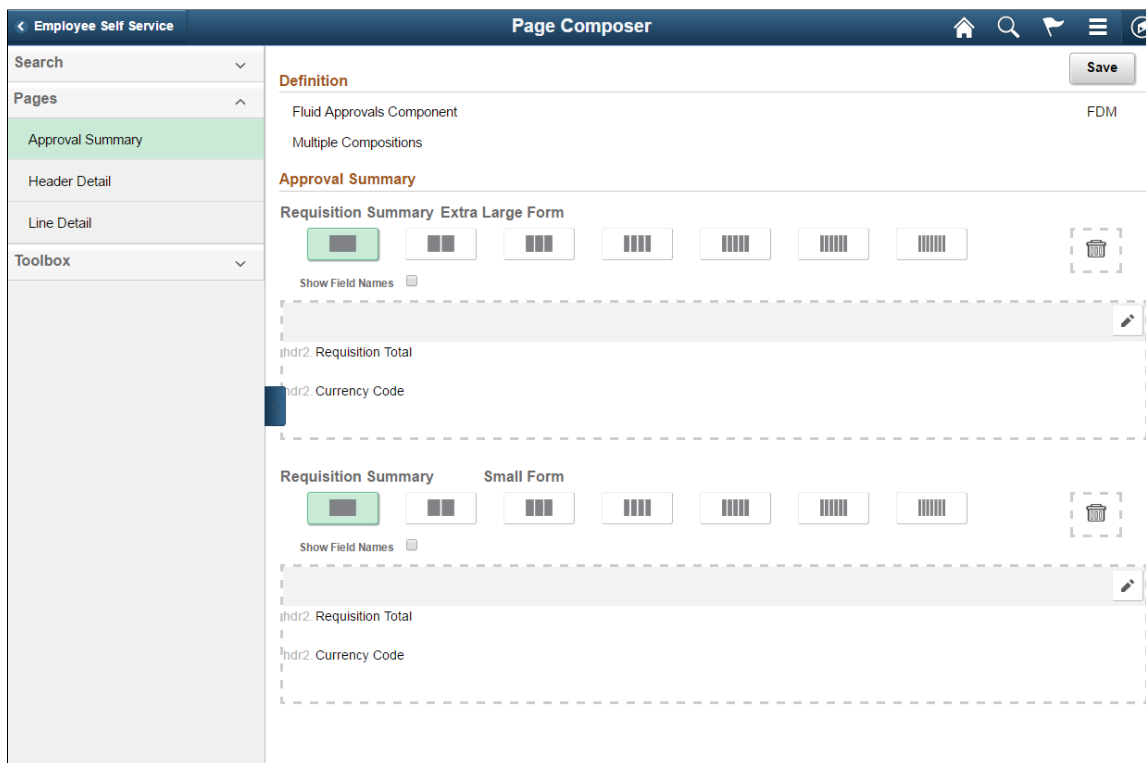 Employee Self Service
Page Composer
Search
Pages
Approval Summary
Header Detail
Line Detail
Toolbox
Save
Definition
Fluid Approvals Component
FDM
Multiple Compositions
Approval Summary
Requisition Summary Extra Large Form
Show Field Names
hdr2. Requisition Total
hdr2. Currency Code
Requisition Summary Small Form
Show Field Names
hdr2. Requisition Total
hdr2. Currency Code